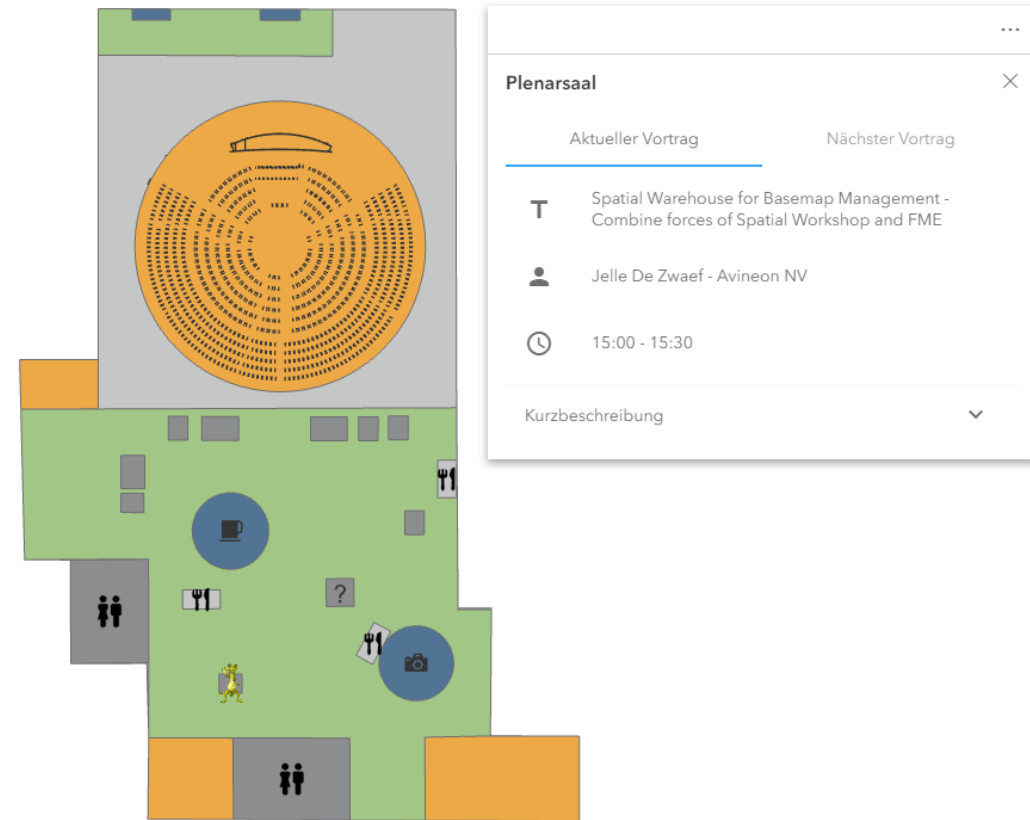 ...
Plenarsaal
Aktueller Vortrag
Nächster Vortrag
Spatial Warehouse for Basemap Management -
Combine forces of Spatial Workshop and FME
Jelle De Zwaef - Avineon NV
15:00 - 15:30
Kurzbeschreibung
?